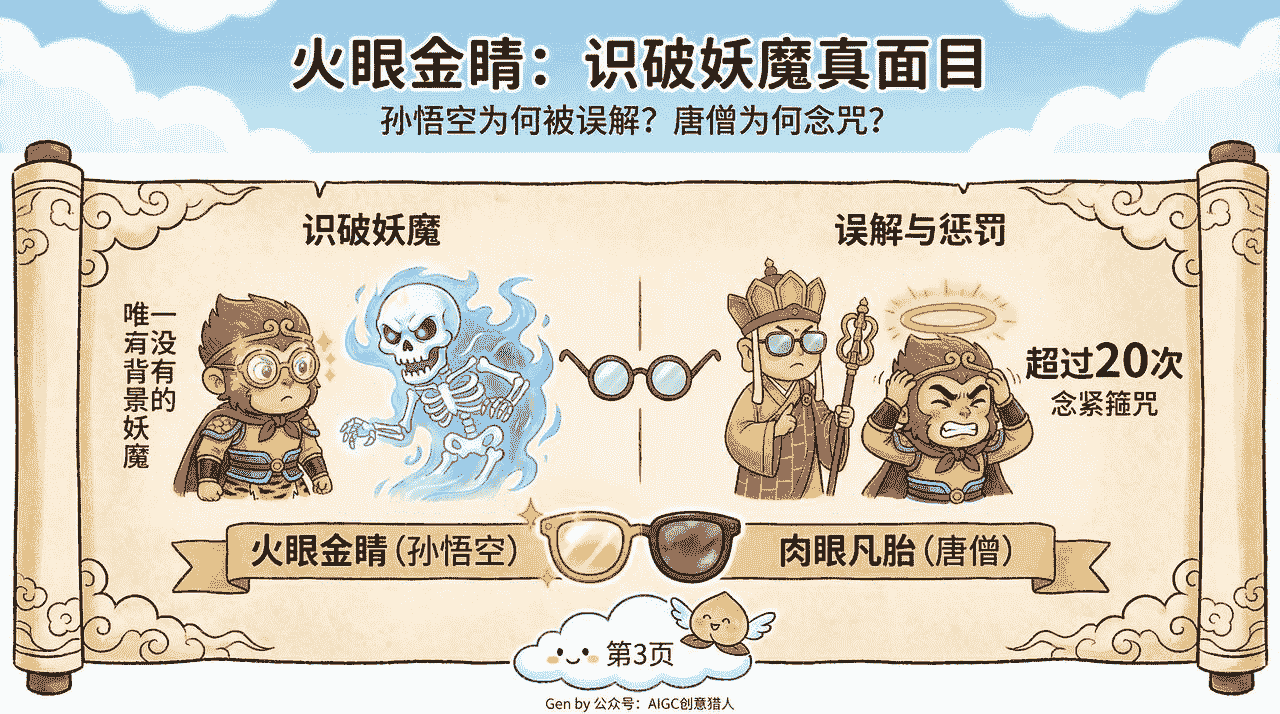 火眼金睛：识破妖魔真面目
孙悟空为何被误解？唐僧为何念咒？
识破妖魔
误解与惩罚
一没有的
唯有背景妖魔
超过20次
念紧箍咒
火眼金睛（孙悟空）
肉眼凡胎（唐僧）
第3页
Gen by 公众号：AIGC创意猎人